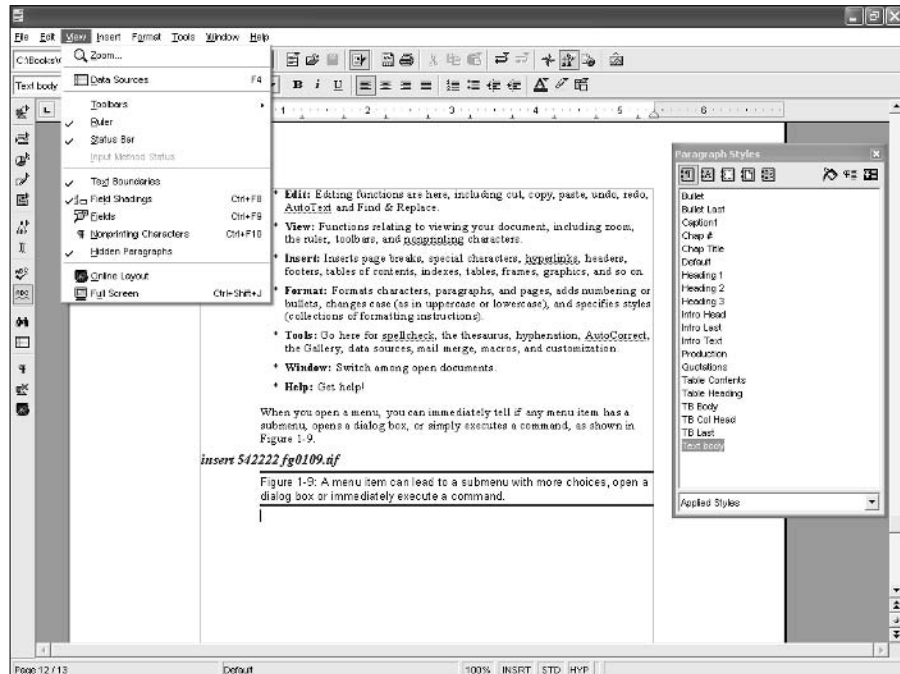 File Edit View Insert Format Tools Window Help
C:\Books\
Zoom...
Data Sources F4
Toolbars
Ruler
Status Bar
Input Method Status
Text Boundaries
Field Shadings Ctrl+F8
Fields Ctrl+F9
Nonprinting Characters Ctrl+F10
Hidden Paragraphs
Online Layout
Full Screen Ctrl+Shift+J
Text body
B i U A
L
1 2 3 4 5 6
* Edit: Editing functions are here, including cut, copy, paste, undo, redo,
AutoText and Find & Replace.
* View: Functions relating to viewing your document, including zoom,
the ruler, toolbars, and nonprinting characters.
* Insert: Inserts page breaks, special characters, hyperlinks, headers,
footers, tables of contents, indexes, tables, frames, graphics, and so on.
* Format: Formats characters, paragraphs, and pages, adds numbering or
bullets, changes case (as in uppercase or lowercase), and specifies styles
(collections of formatting instructions).
* Tools: Go here for spellcheck, the thesaurus, hyphenation, AutoCorrect,
the Gallery, data sources, mail merge, macros, and customization.
* Window: Switch among open documents.
* Help: Get help!
When you open a menu, you can immediately tell if any menu item has a
submenu, opens a dialog box, or simply executes a command, as shown in
Figure 1-9.
insert 542222 fg0109.tif
Figure 1-9: A menu item can lead to a submenu with more choices, open a
dialog box or immediately execute a command.
Paragraph Styles
Bullet
Bullet Last
Caption1
Chap #
Chap Title
Default
Heading 1
Heading 2
Heading 3
Intro Head
Intro Last
Intro Text
Production
Quotations
Table Contents
Table Heading
TB Body
TB Col Head
TB Last
Text body
Applied Styles
Page 12 / 13 Default 100% INSRT STD HYP